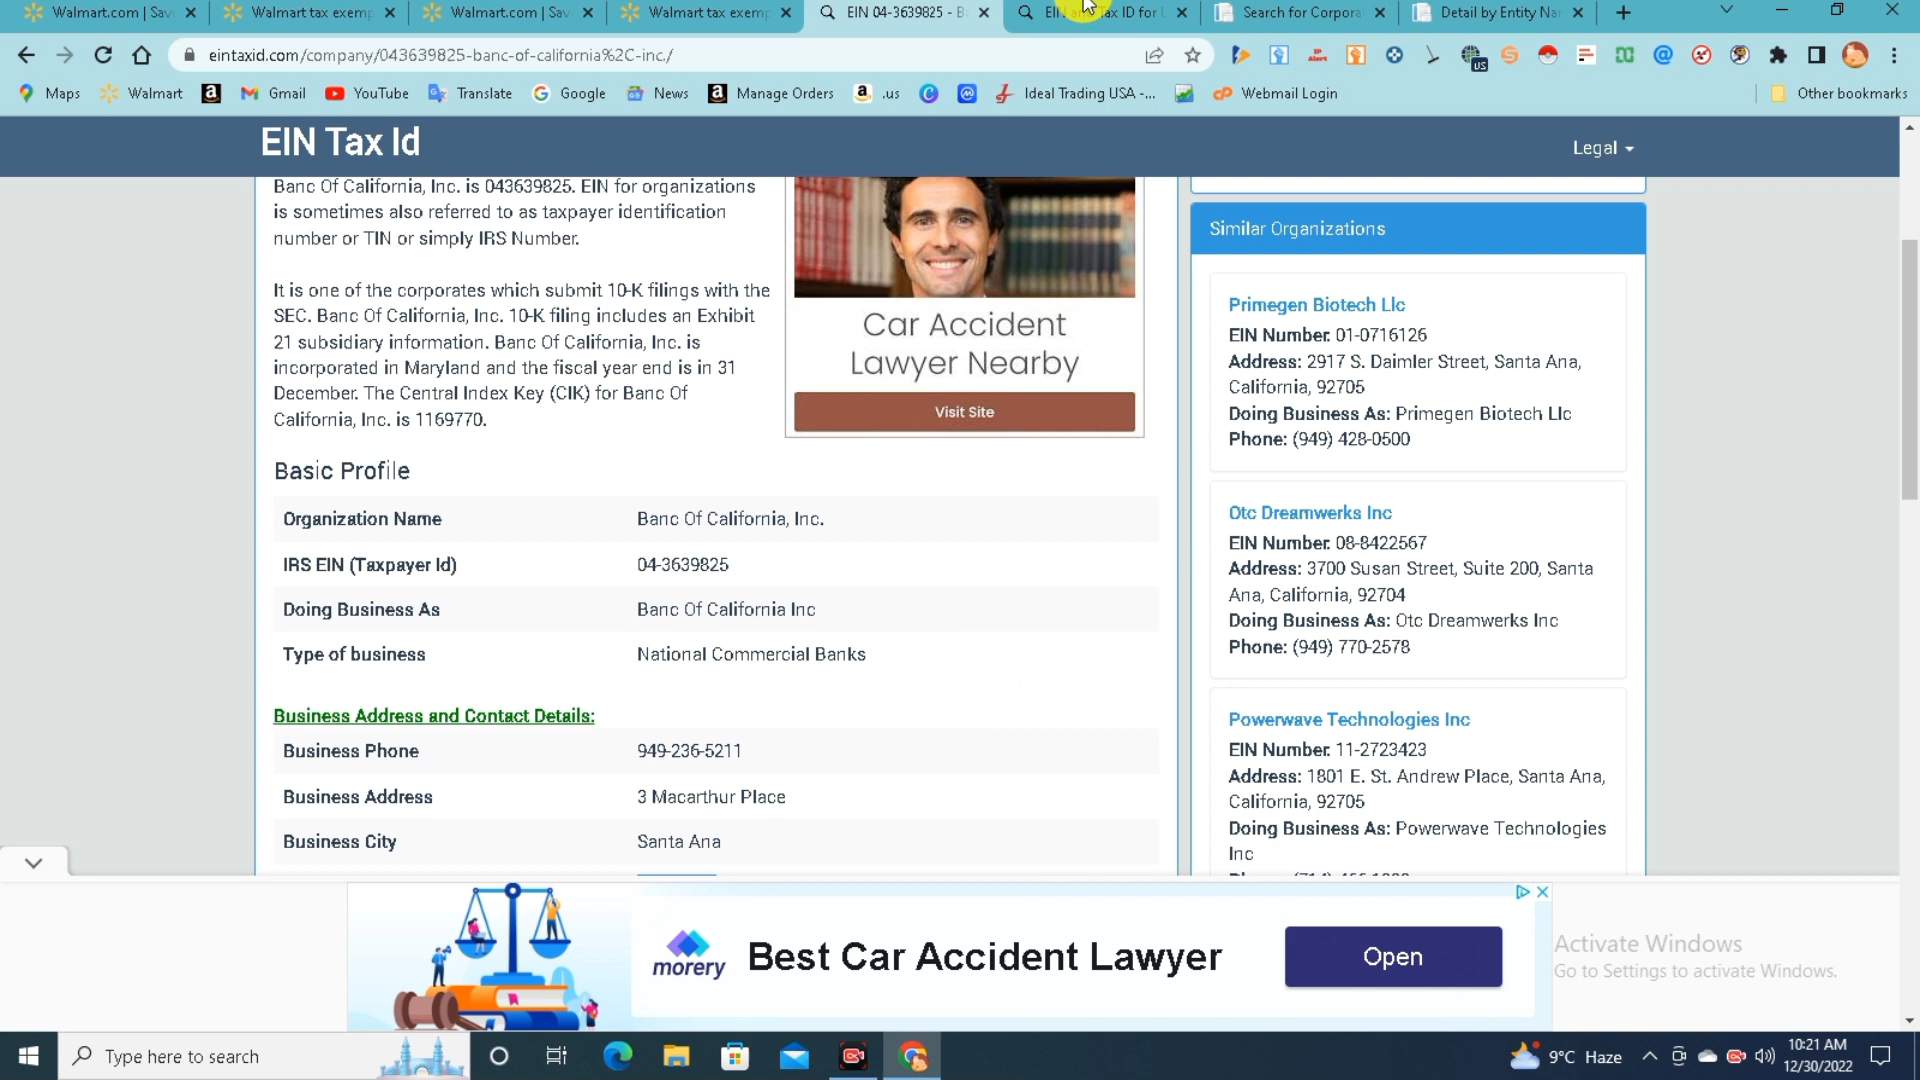 Walmart.com | Sav
Walmart tax exemp
Walmart.com | Sav
Walmart tax exemp
EIN 04-3639825 - B
Tax ID for
Search for Corpora
Detail by Entity Na
eintaxid.com/company/043639825-banc-of-california%2C-inc./
Maps
Walmart
Gmail
YouTube
Translate
Google
News
Manage Orders
.us
Ideal Trading USA -...
Webmail Login
Other bookmarks
EIN Tax Id
Legal
Banc Of California, Inc. is 043639825. EIN for organizations
is sometimes also referred to as taxpayer identification
number or TIN or simply IRS Number.
It is one of the corporates which submit 10-K filings with the
SEC. Banc Of California, Inc. 10-K filing includes an Exhibit
21 subsidiary information. Banc Of California, Inc. is
incorporated in Maryland and the fiscal year end is in 31
December. The Central Index Key (CIK) for Banc Of
California, Inc. is 1169770.
Car Accident
Lawyer Nearby
Visit Site
Basic Profile
Organization Name Banc Of California, Inc.
IRS EIN (Taxpayer Id) 04-3639825
Doing Business As Banc Of California Inc
Type of business National Commercial Banks
Business Address and Contact Details:
Business Phone 949-236-5211
Business Address 3 Macarthur Place
Business City Santa Ana
Similar Organizations
Primegen Biotech Llc
EIN Number: 01-0716126
Address: 2917 S. Daimler Street, Santa Ana,
California, 92705
Doing Business As: Primegen Biotech Llc
Phone: (949) 428-0500
Otc Dreamwerks Inc
EIN Number: 08-8422567
Address: 3700 Susan Street, Suite 200, Santa
Ana, California, 92704
Doing Business As: Otc Dreamwerks Inc
Phone: (949) 770-2578
Powerwave Technologies Inc
EIN Number: 11-2723423
Address: 1801 E. St. Andrew Place, Santa Ana,
California, 92705
Doing Business As: Powerwave Technologies
Inc
morery
Best Car Accident Lawyer
Open
Activate Windows
Go to Settings to activate Windows.
Type here to search
9°C Haze
10:21 AM
12/30/2022